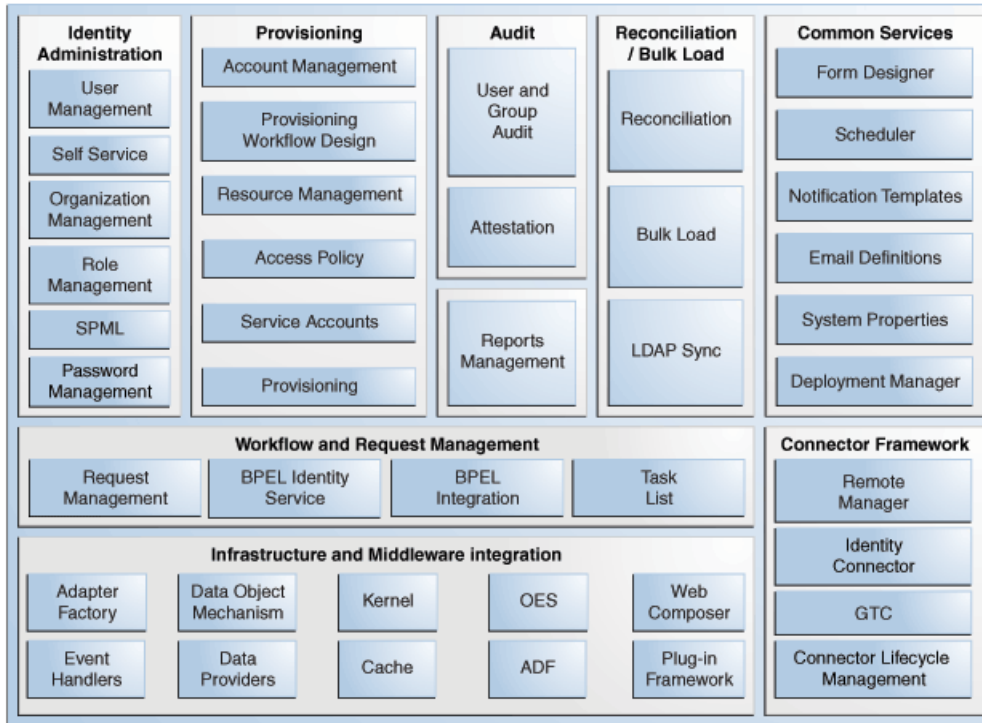 Identity
Administration
User
Management
Self Service
Organization
Management
Role
Management
SPML
Password
Management
Provisioning
Account Management
Provisioning
Workflow Design
Resource Management
Access Policy
Service Accounts
Provisioning
Audit
User and
Group
Audit
Attestation
Reports
Management
Reconciliation
/ Bulk Load
Reconciliation
Bulk Load
LDAP Sync
Common Services
Form Designer
Scheduler
Notification Templates
Email Definitions
System Properties
Deployment Manager
Workflow and Request Management
Request
Management
BPEL Identity
Service
BPEL
Integration
Task
List
Connector Framework
Remote
Manager
Identity
Connector
GTC
Connector Lifecycle
Management
Infrastructure and Middleware integration
Adapter
Factory
Data Object
Mechanism
Kernel
OES
Web
Composer
Event
Handlers
Data
Providers
Cache
ADF
Plug-in
Framework